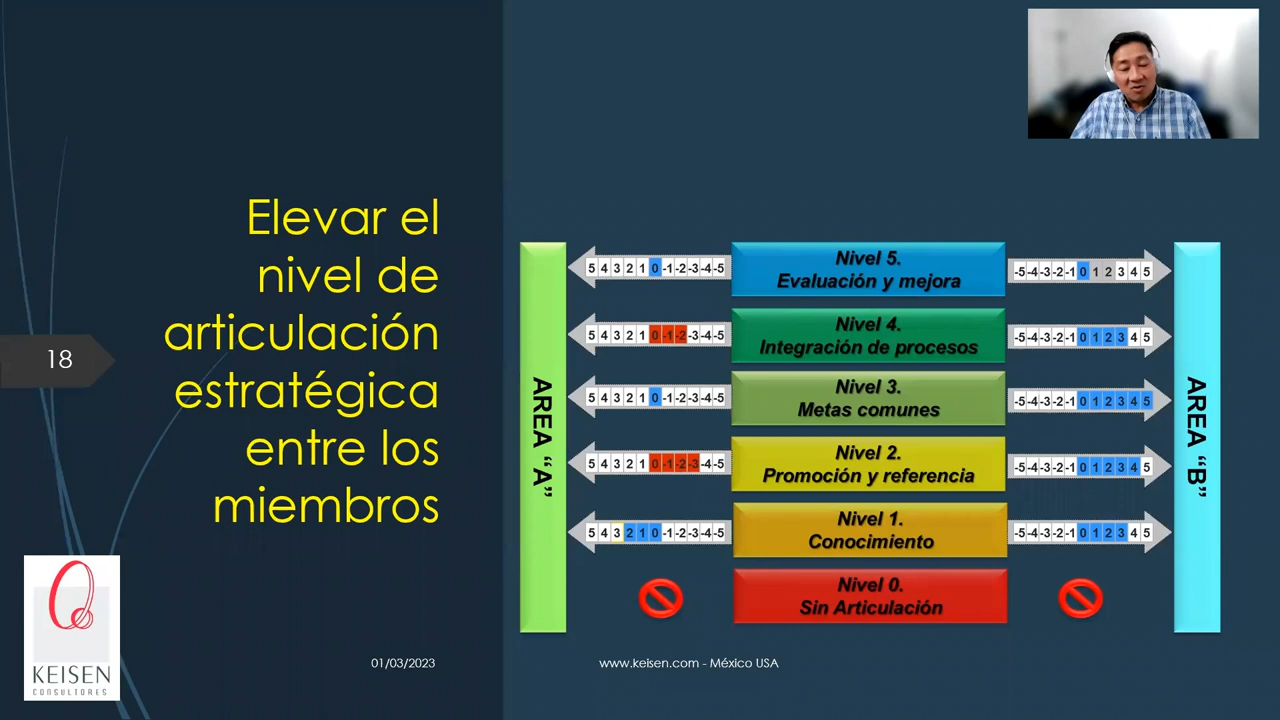 Elevar el
nivel de
articulación
estratégica
entre los
miembros
18
KEISEN
CONSULTORES
01/03/2023
www.keisen.com - México USA
AREA “A”
AREA “B”
5 4 3 2 1 0 -1 -2 -3 -4 -5
Nivel 5.
Evaluación y mejora
-5 -4 -3 -2 -1 0 1 2 3 4 5
5 4 3 2 1 0 -1 -2 -3 -4 -5
Nivel 4.
Integración de procesos
-5 -4 -3 -2 -1 0 1 2 3 4 5
5 4 3 2 1 0 -1 -2 -3 -4 -5
Nivel 3.
Metas comunes
-5 -4 -3 -2 -1 0 1 2 3 4 5
5 4 3 2 1 0 -1 -2 -3 -4 -5
Nivel 2.
Promoción y referencia
-5 -4 -3 -2 -1 0 1 2 3 4 5
5 4 3 2 1 0 -1 -2 -3 -4 -5
Nivel 1.
Conocimiento
-5 -4 -3 -2 -1 0 1 2 3 4 5
Nivel 0.
Sin Articulación